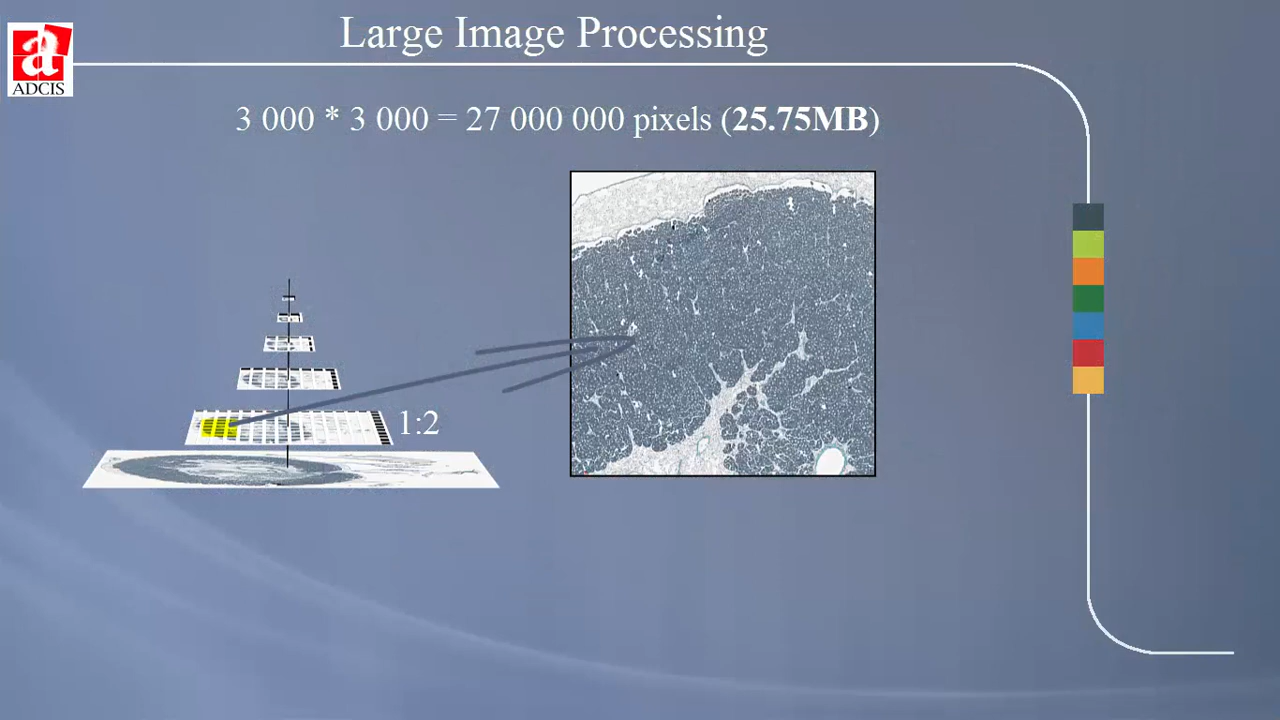 Large Image Processing
a
ADCIS
3 000 * 3 000 = 27 000 000 pixels (25.75MB)
1:2